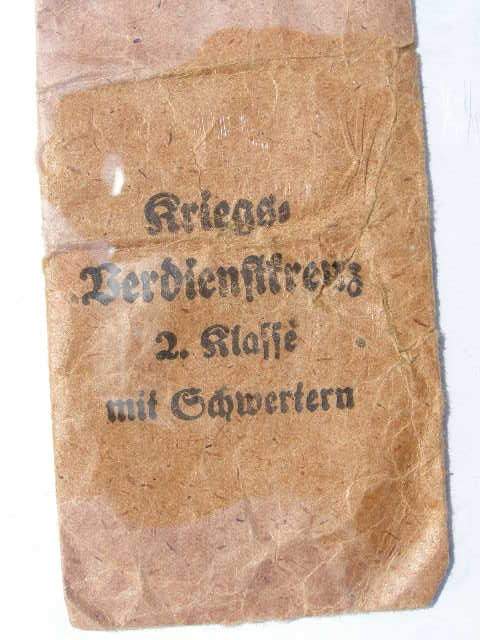 Kriegs-
Verdienstkreuz
2. Klasse
mit Schwertern